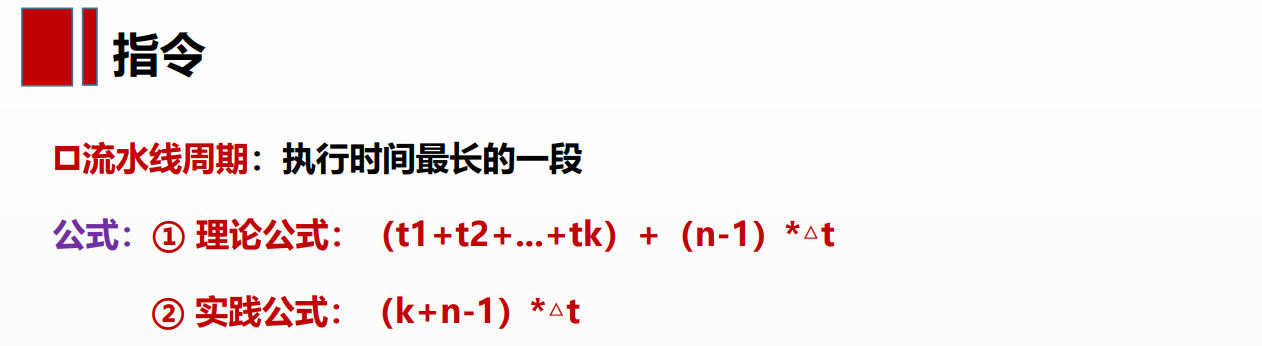 指令
流水线周期：执行时间最长的一段
公式：① 理论公式：（t1+t2+...+tk）+（n-1）*△t
② 实践公式：（k+n-1）*△t